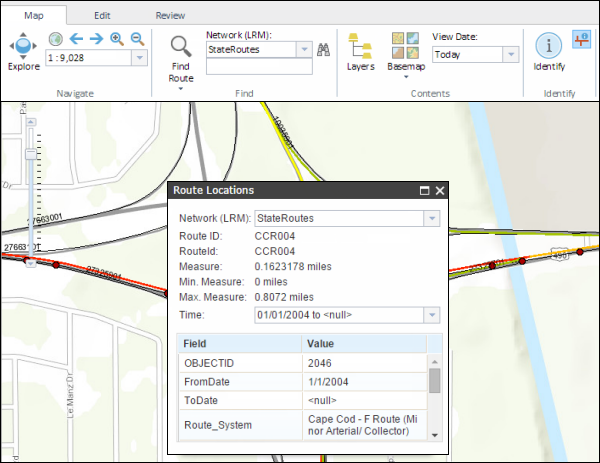 Map Edit Review
Explore
1 : 9,028
Navigate
Find Route
Network (LRM):
StateRoutes
Find
Layers
Basemap
View Date:
Today
Contents
Identify
Identify
10035901
27663001
Route Locations
Network (LRM): StateRoutes
Route ID: CCR004
RouteId: CCR004
Measure: 0.1623178 miles
Min. Measure: 0 miles
Max. Measure: 0.8072 miles
Time: 01/01/2004 to <null>
Field Value
OBJECTID 2046
FromDate 1/1/2004
ToDate <null>
Route_System Cape Cod - F Route (Mi
nor Arterial/ Collector)
490
Le Manz Dr